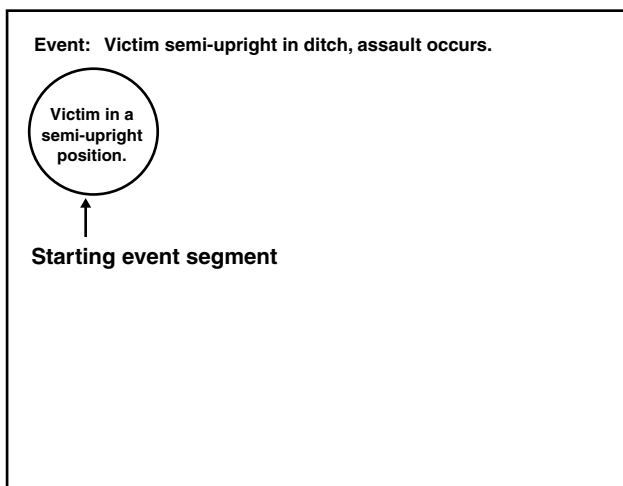 Event: Victim semi-upright in ditch, assault occurs.
Victim in a
semi-upright
position.
Starting event segment